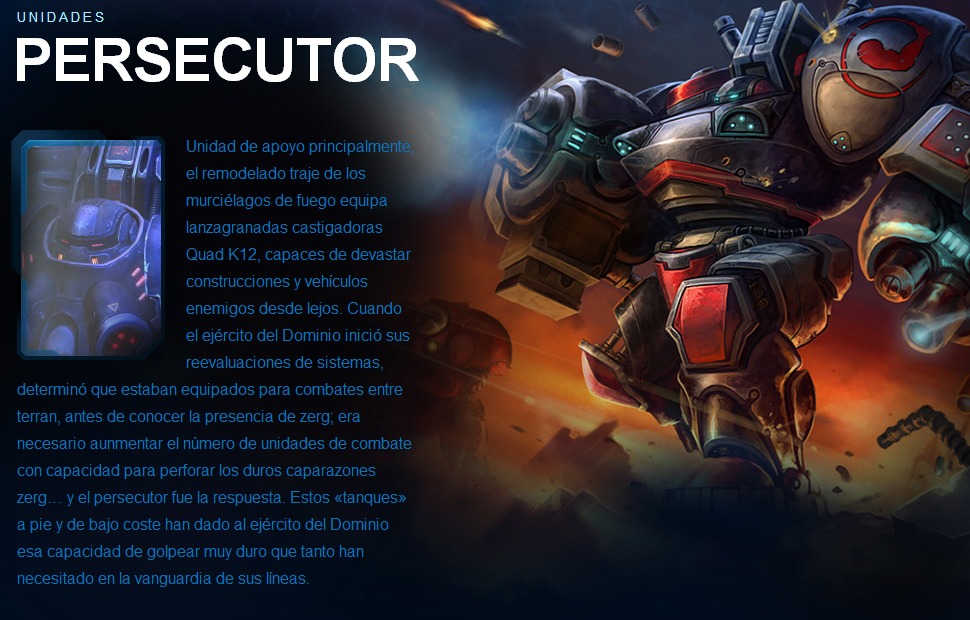 UNIDADES
PERSECUTOR
Unidad de apoyo principalmente,
el remodelado traje de los
murciélagos de fuego equipa
lanzagranadas castigadoras
Quad K12, capaces de devastar
construcciones y vehículos
enemigos desde lejos. Cuando
el ejército del Dominio inició sus
reevaluaciones de sistemas,
determinó que estaban equipados para combates entre
terran, antes de conocer la presencia de zerg; era
necesario aunmentar el número de unidades de combate
con capacidad para perforar los duros caparazones
zerg… y el persecutor fue la respuesta. Estos «tanques»
a pie y de bajo coste han dado al ejército del Dominio
esa capacidad de golpear muy duro que tanto han
necesitado en la vanguardia de sus líneas.